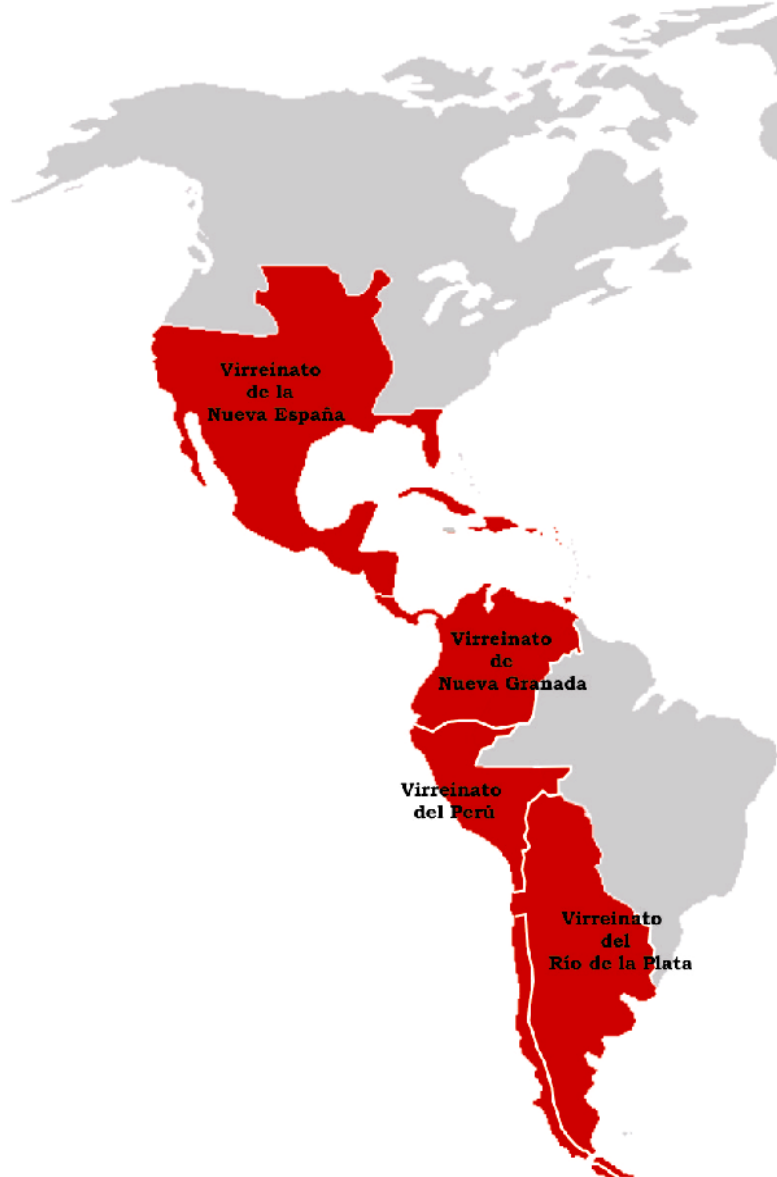 Virreinato
de la
Nueva España
Virreinato
de
Nueva Granada
Virreinato
del Perú
Virreinato
del
Río de la Plata